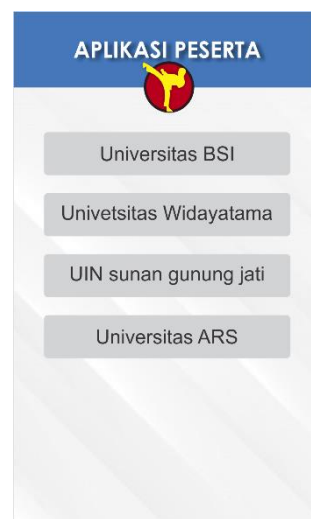 APLIKASI PESERTA
Universitas BSI
Univetsitas Widayatama
UIN sunan gunung jati
Universitas ARS